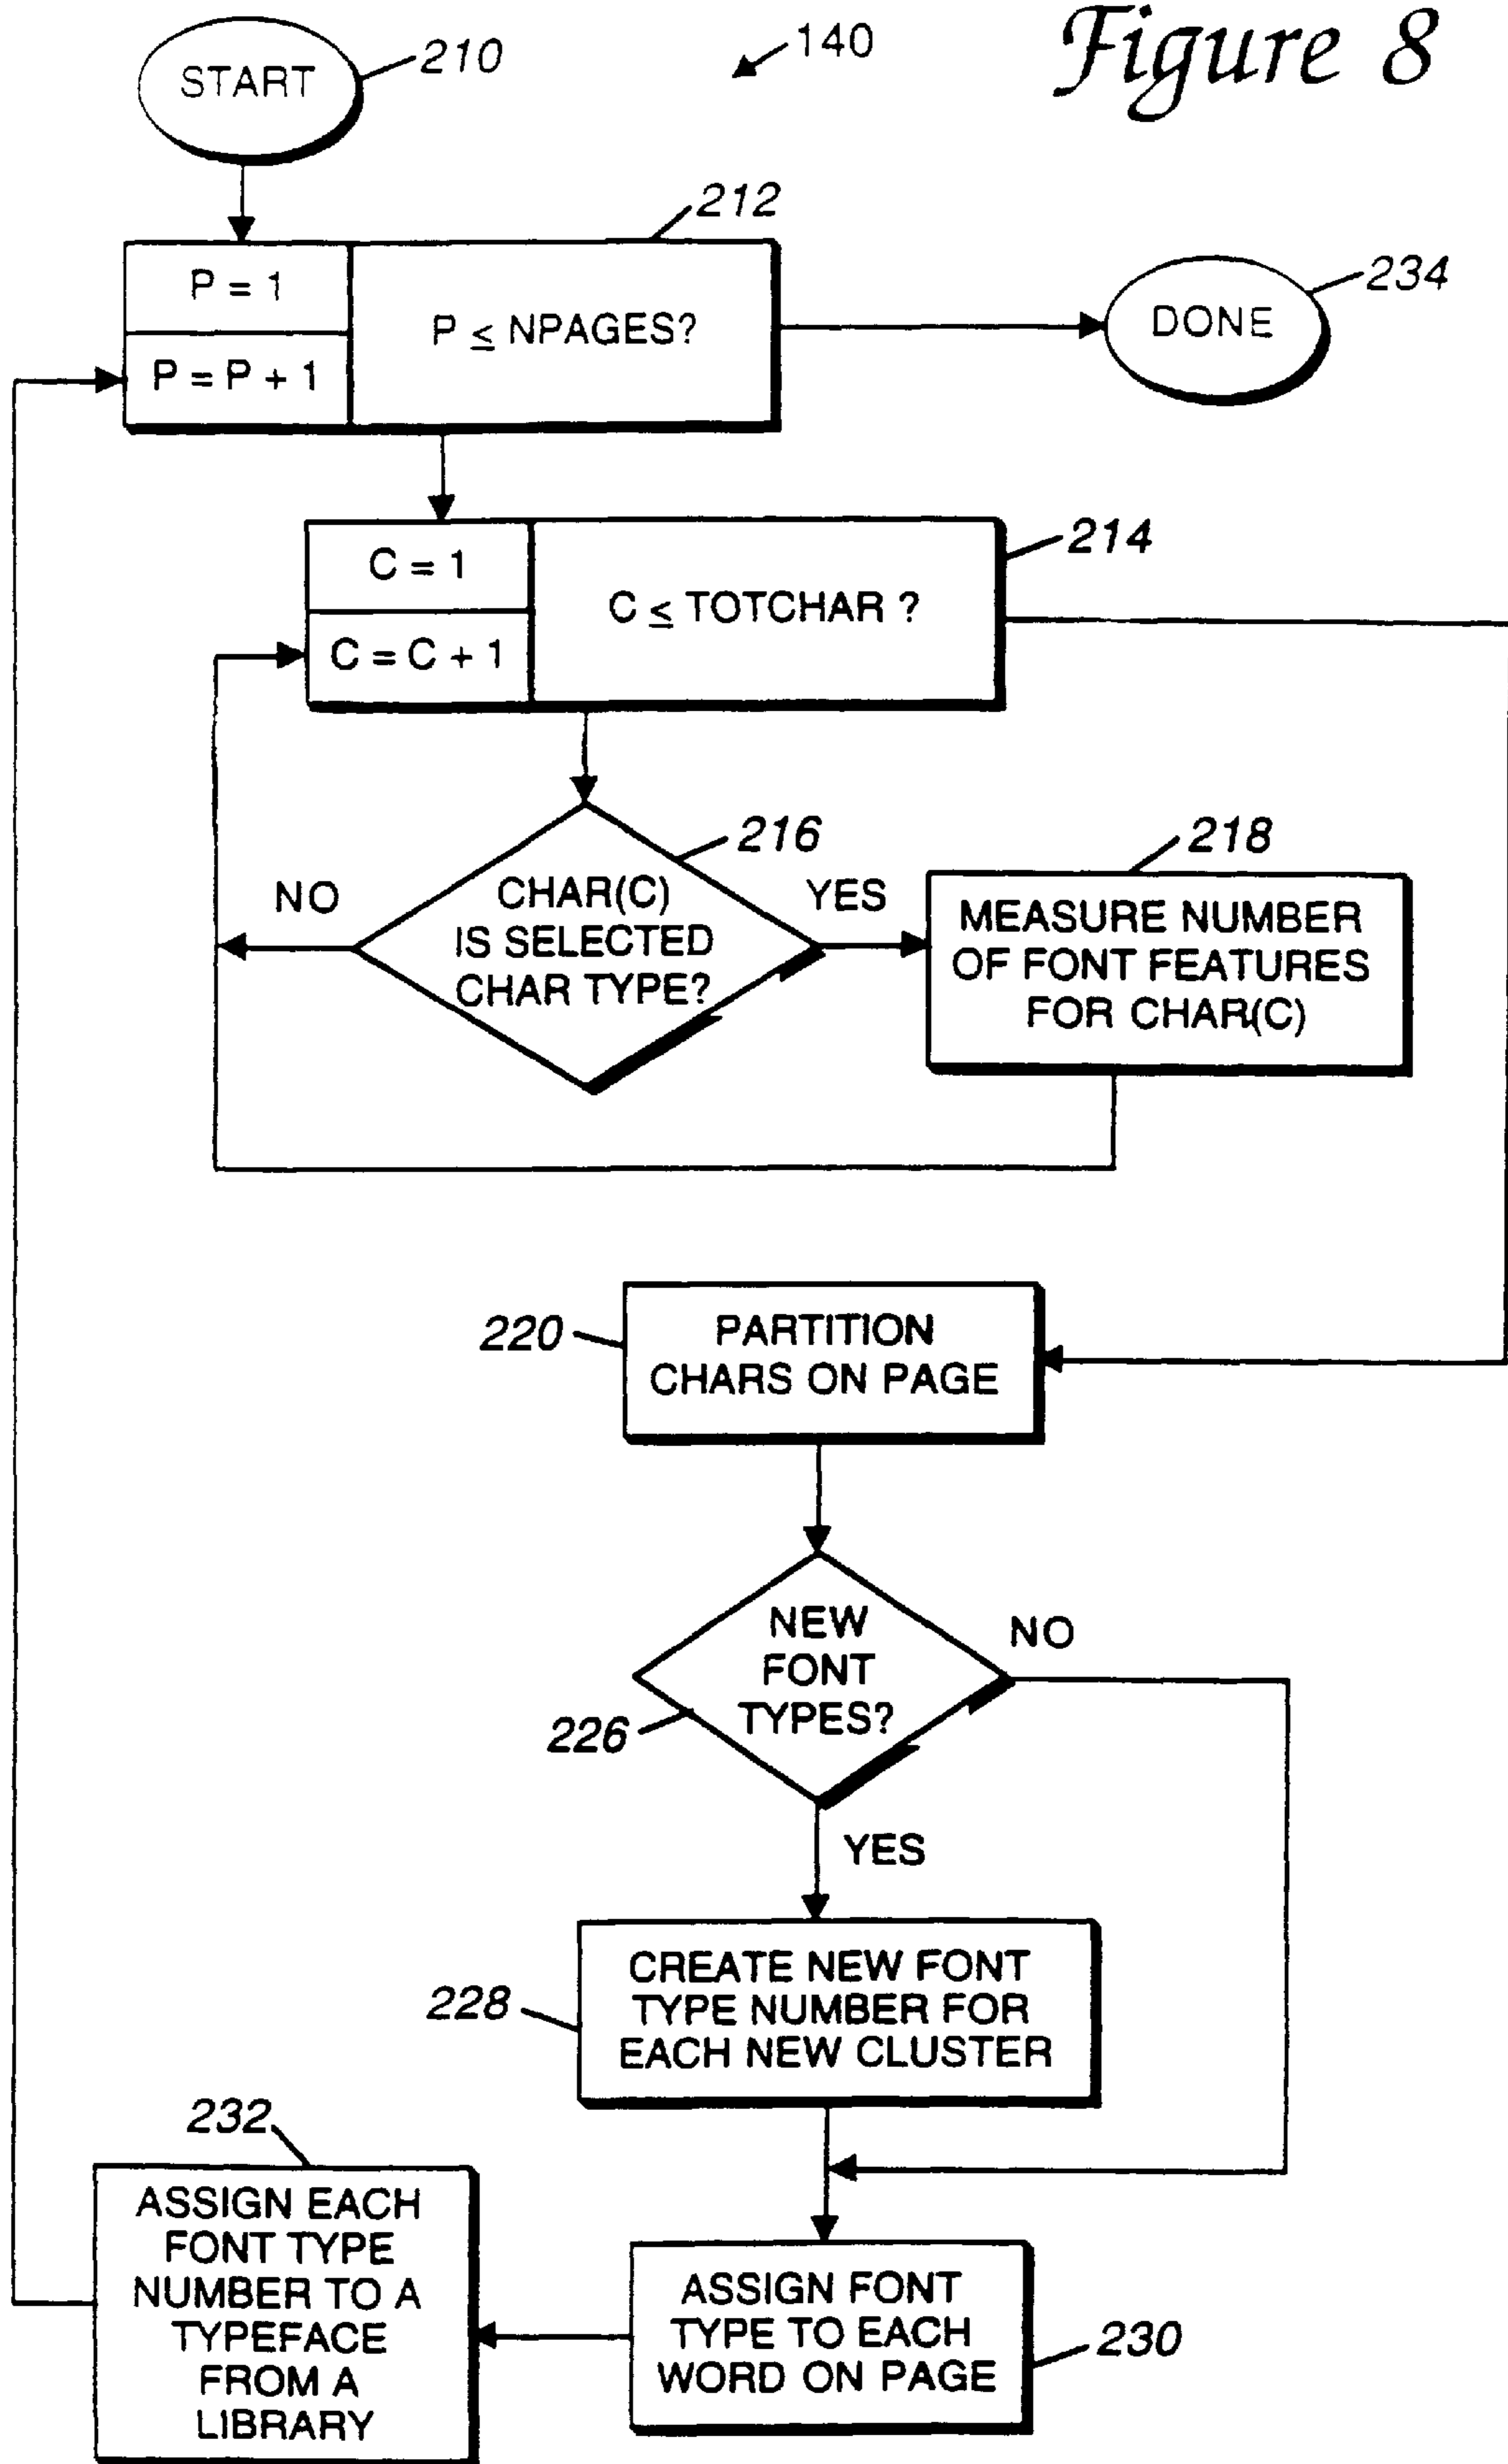 Figure 8
140
START
210
212
P = 1
P = P + 1
P ≤ NPAGES?
DONE
234
214
C = 1
C = C + 1
C ≤ TOTCHAR ?
216
CHAR(C)
IS SELECTED
CHAR TYPE?
NO
YES
218
MEASURE NUMBER
OF FONT FEATURES
FOR CHAR(C)
220
PARTITION
CHARS ON PAGE
NEW
FONT
TYPES?
226
NO
YES
228
CREATE NEW FONT
TYPE NUMBER FOR
EACH NEW CLUSTER
230
ASSIGN FONT
TYPE TO EACH
WORD ON PAGE
232
ASSIGN EACH
FONT TYPE
NUMBER TO A
TYPEFACE
FROM A
LIBRARY